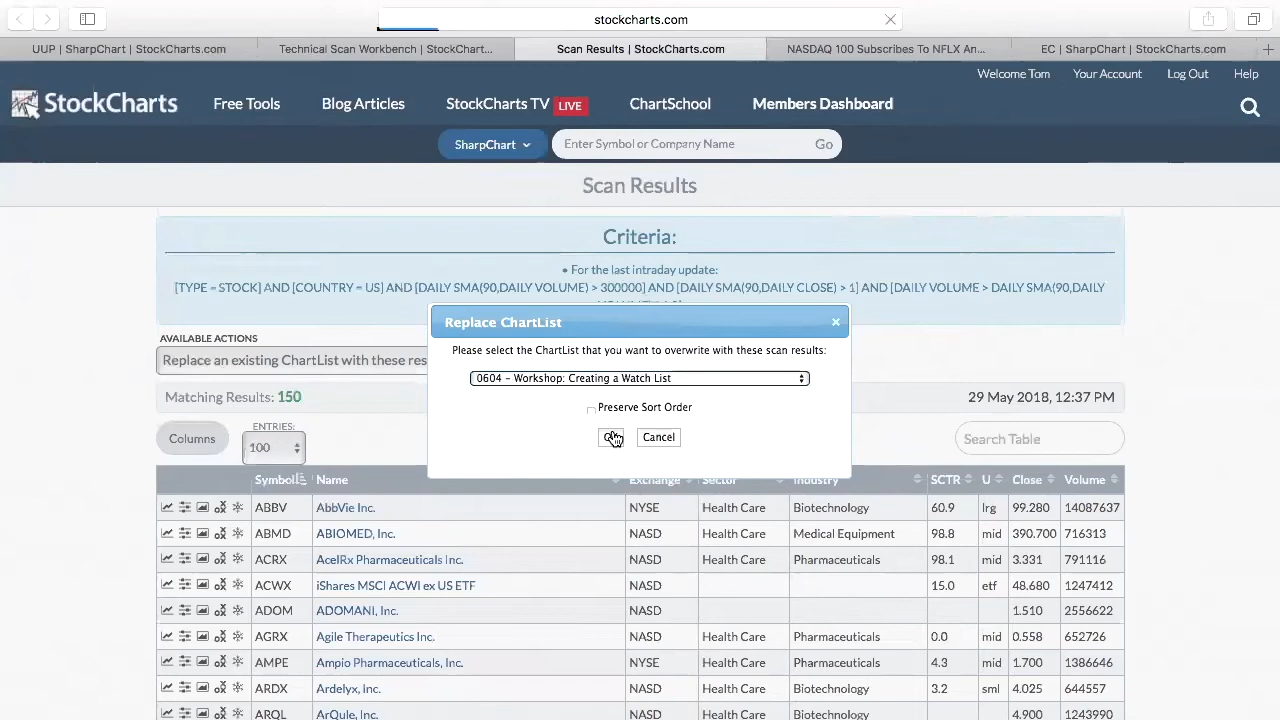 stockcharts.com
UUP | SharpChart | StockCharts.com
Technical Scan Workbench | StockChart...
Scan Results | StockCharts.com
NASDAQ 100 Subscribes To NFLX An...
EC | SharpChart | StockCharts.com
Welcome Tom Your Account Log Out Help
StockCharts Free Tools Blog Articles StockCharts TV LIVE ChartSchool Members Dashboard
SharpChart Enter Symbol or Company Name Go
Scan Results
Criteria:
• For the last intraday update:
[TYPE = STOCK] AND [COUNTRY = US] AND [DAILY SMA(90,DAILY VOLUME) > 300000] AND [DAILY SMA(90,DAILY CLOSE) > 1] AND [DAILY VOLUME > DAILY SMA(90,DAILY
Replace ChartList ×
Please select the ChartList that you want to overwrite with these scan results:
0604 – Workshop: Creating a Watch List
Preserve Sort Order
Cancel
AVAILABLE ACTIONS
Replace an existing ChartList with these res
Matching Results: 150 29 May 2018, 12:37 PM
Columns ENTRIES: 100 Search Table
Symbol Name Exchange Sector Industry SCTR U Close Volume
ABBV AbbVie Inc. NYSE Health Care Biotechnology 60.9 lrg 99.280 14087637
ABMD ABIOMED, Inc. NASD Health Care Medical Equipment 98.8 mid 390.700 716313
ACRX AcelRx Pharmaceuticals Inc. NASD Health Care Pharmaceuticals 98.1 mid 3.331 791116
ACWX iShares MSCI ACWI ex US ETF NASD 15.0 etf 48.680 1247412
ADOM ADOMANI, Inc. NASD 1.510 2556622
AGRX Agile Therapeutics Inc. NASD Health Care Pharmaceuticals 0.0 mid 0.558 652726
AMPE Ampio Pharmaceuticals, Inc. NYSE Health Care Pharmaceuticals 4.3 mid 1.700 1386646
ARDX Ardelyx, Inc. NASD Health Care Biotechnology 3.2 sml 4.025 644557
ARQL ArQule, Inc. NASD Health Care Biotechnology 4.900 1243990